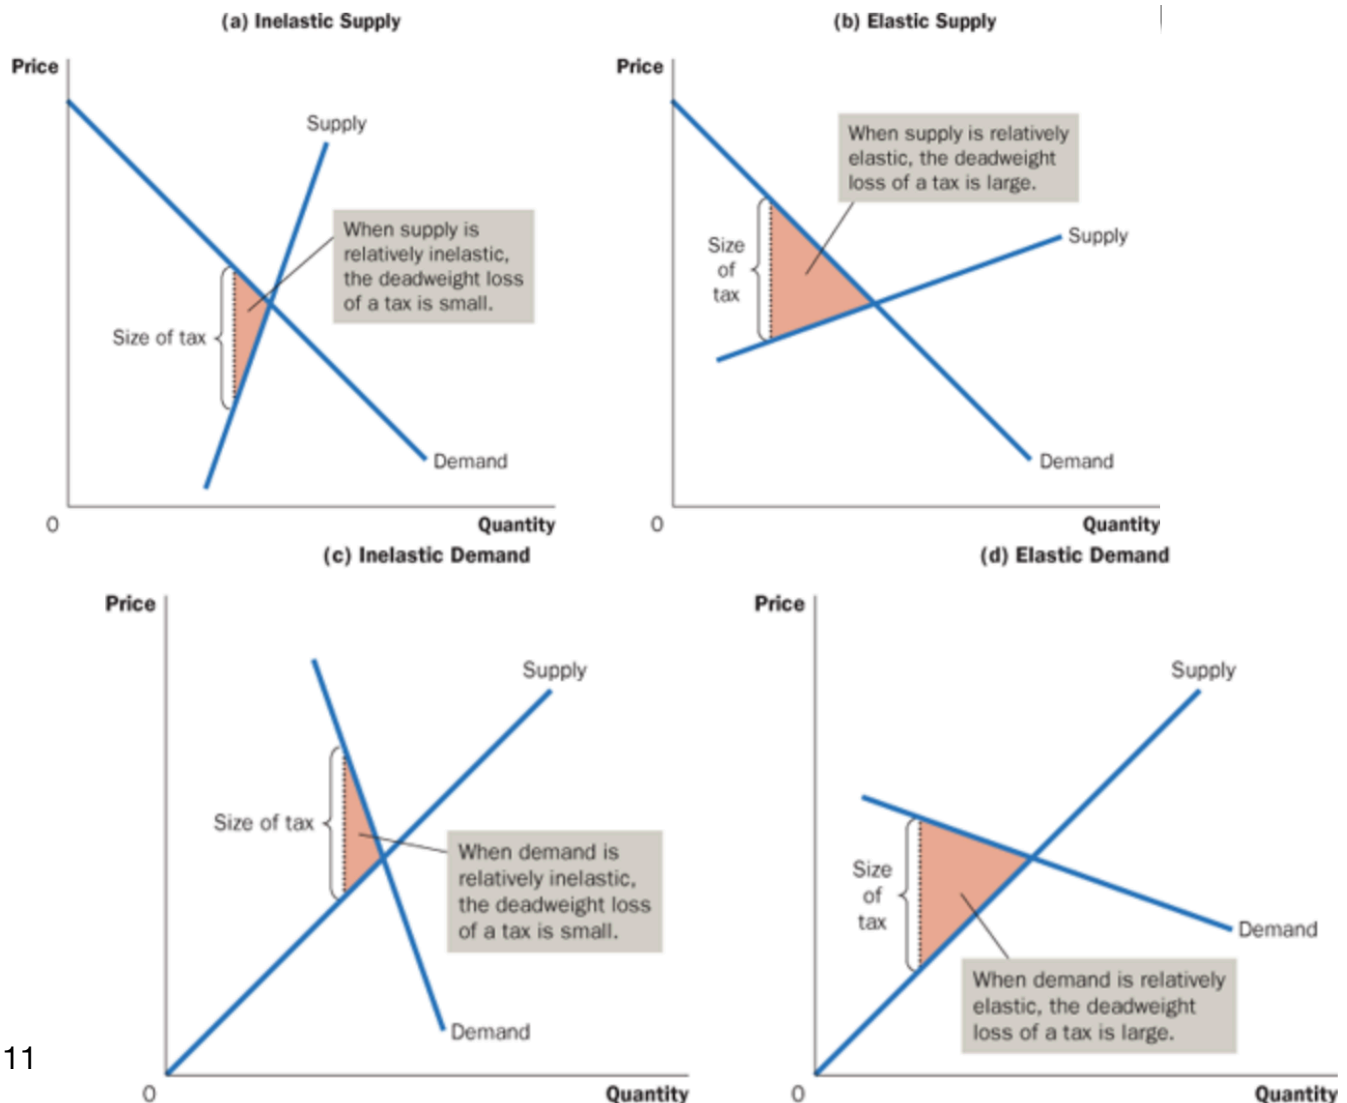 (a) Inelastic Supply
Price
Supply
When supply is
relatively inelastic,
the deadweight loss
of a tax is small.
Size of tax
Demand
0
Quantity
(b) Elastic Supply
Price
When supply is relatively
elastic, the deadweight
loss of a tax is large.
Size
of
tax
Supply
Demand
0
Quantity
(c) Inelastic Demand
Price
Supply
Size of tax
When demand is
relatively inelastic,
the deadweight loss
of a tax is small.
Demand
0
Quantity
(d) Elastic Demand
Price
Supply
Size
of
tax
Demand
When demand is relatively
elastic, the deadweight
loss of a tax is large.
0
Quantity
11